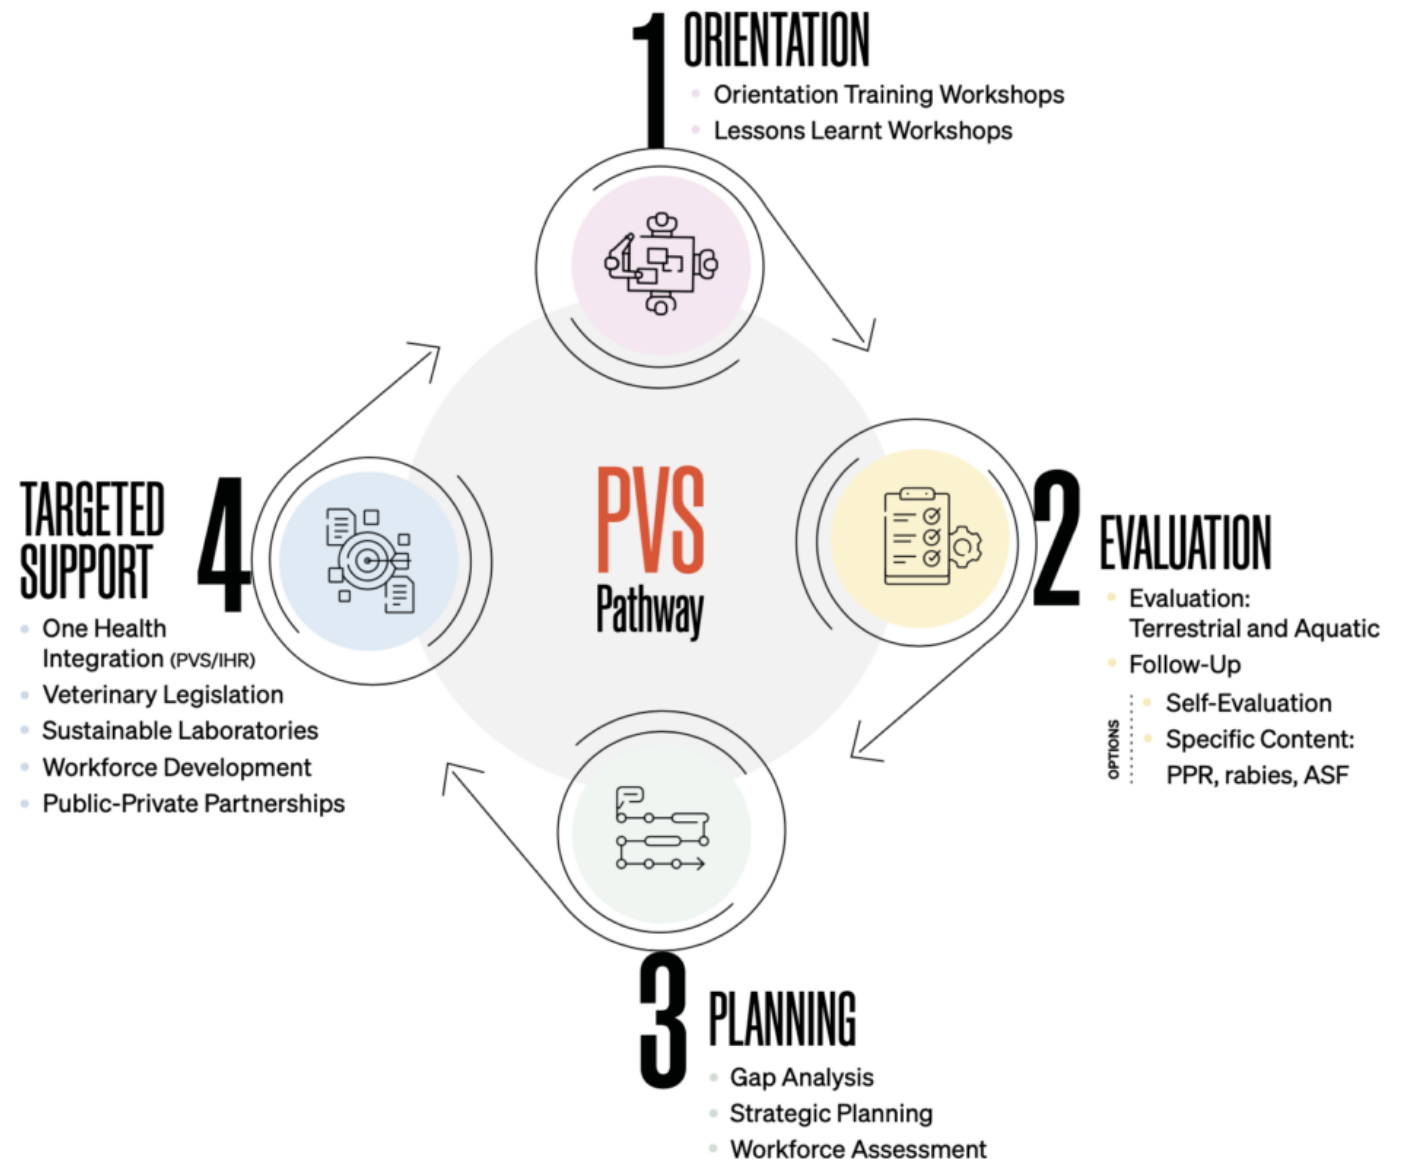 1 ORIENTATION
Orientation Training Workshops
Lessons Learnt Workshops
PVS
Pathway
2 EVALUATION
Evaluation:
Terrestrial and Aquatic
Follow-Up
OPTIONS
Self-Evaluation
Specific Content:
PPR, rabies, ASF
3 PLANNING
Gap Analysis
Strategic Planning
Workforce Assessment
4 TARGETED
SUPPORT
One Health
Integration (PVS/IHR)
Veterinary Legislation
Sustainable Laboratories
Workforce Development
Public-Private Partnerships